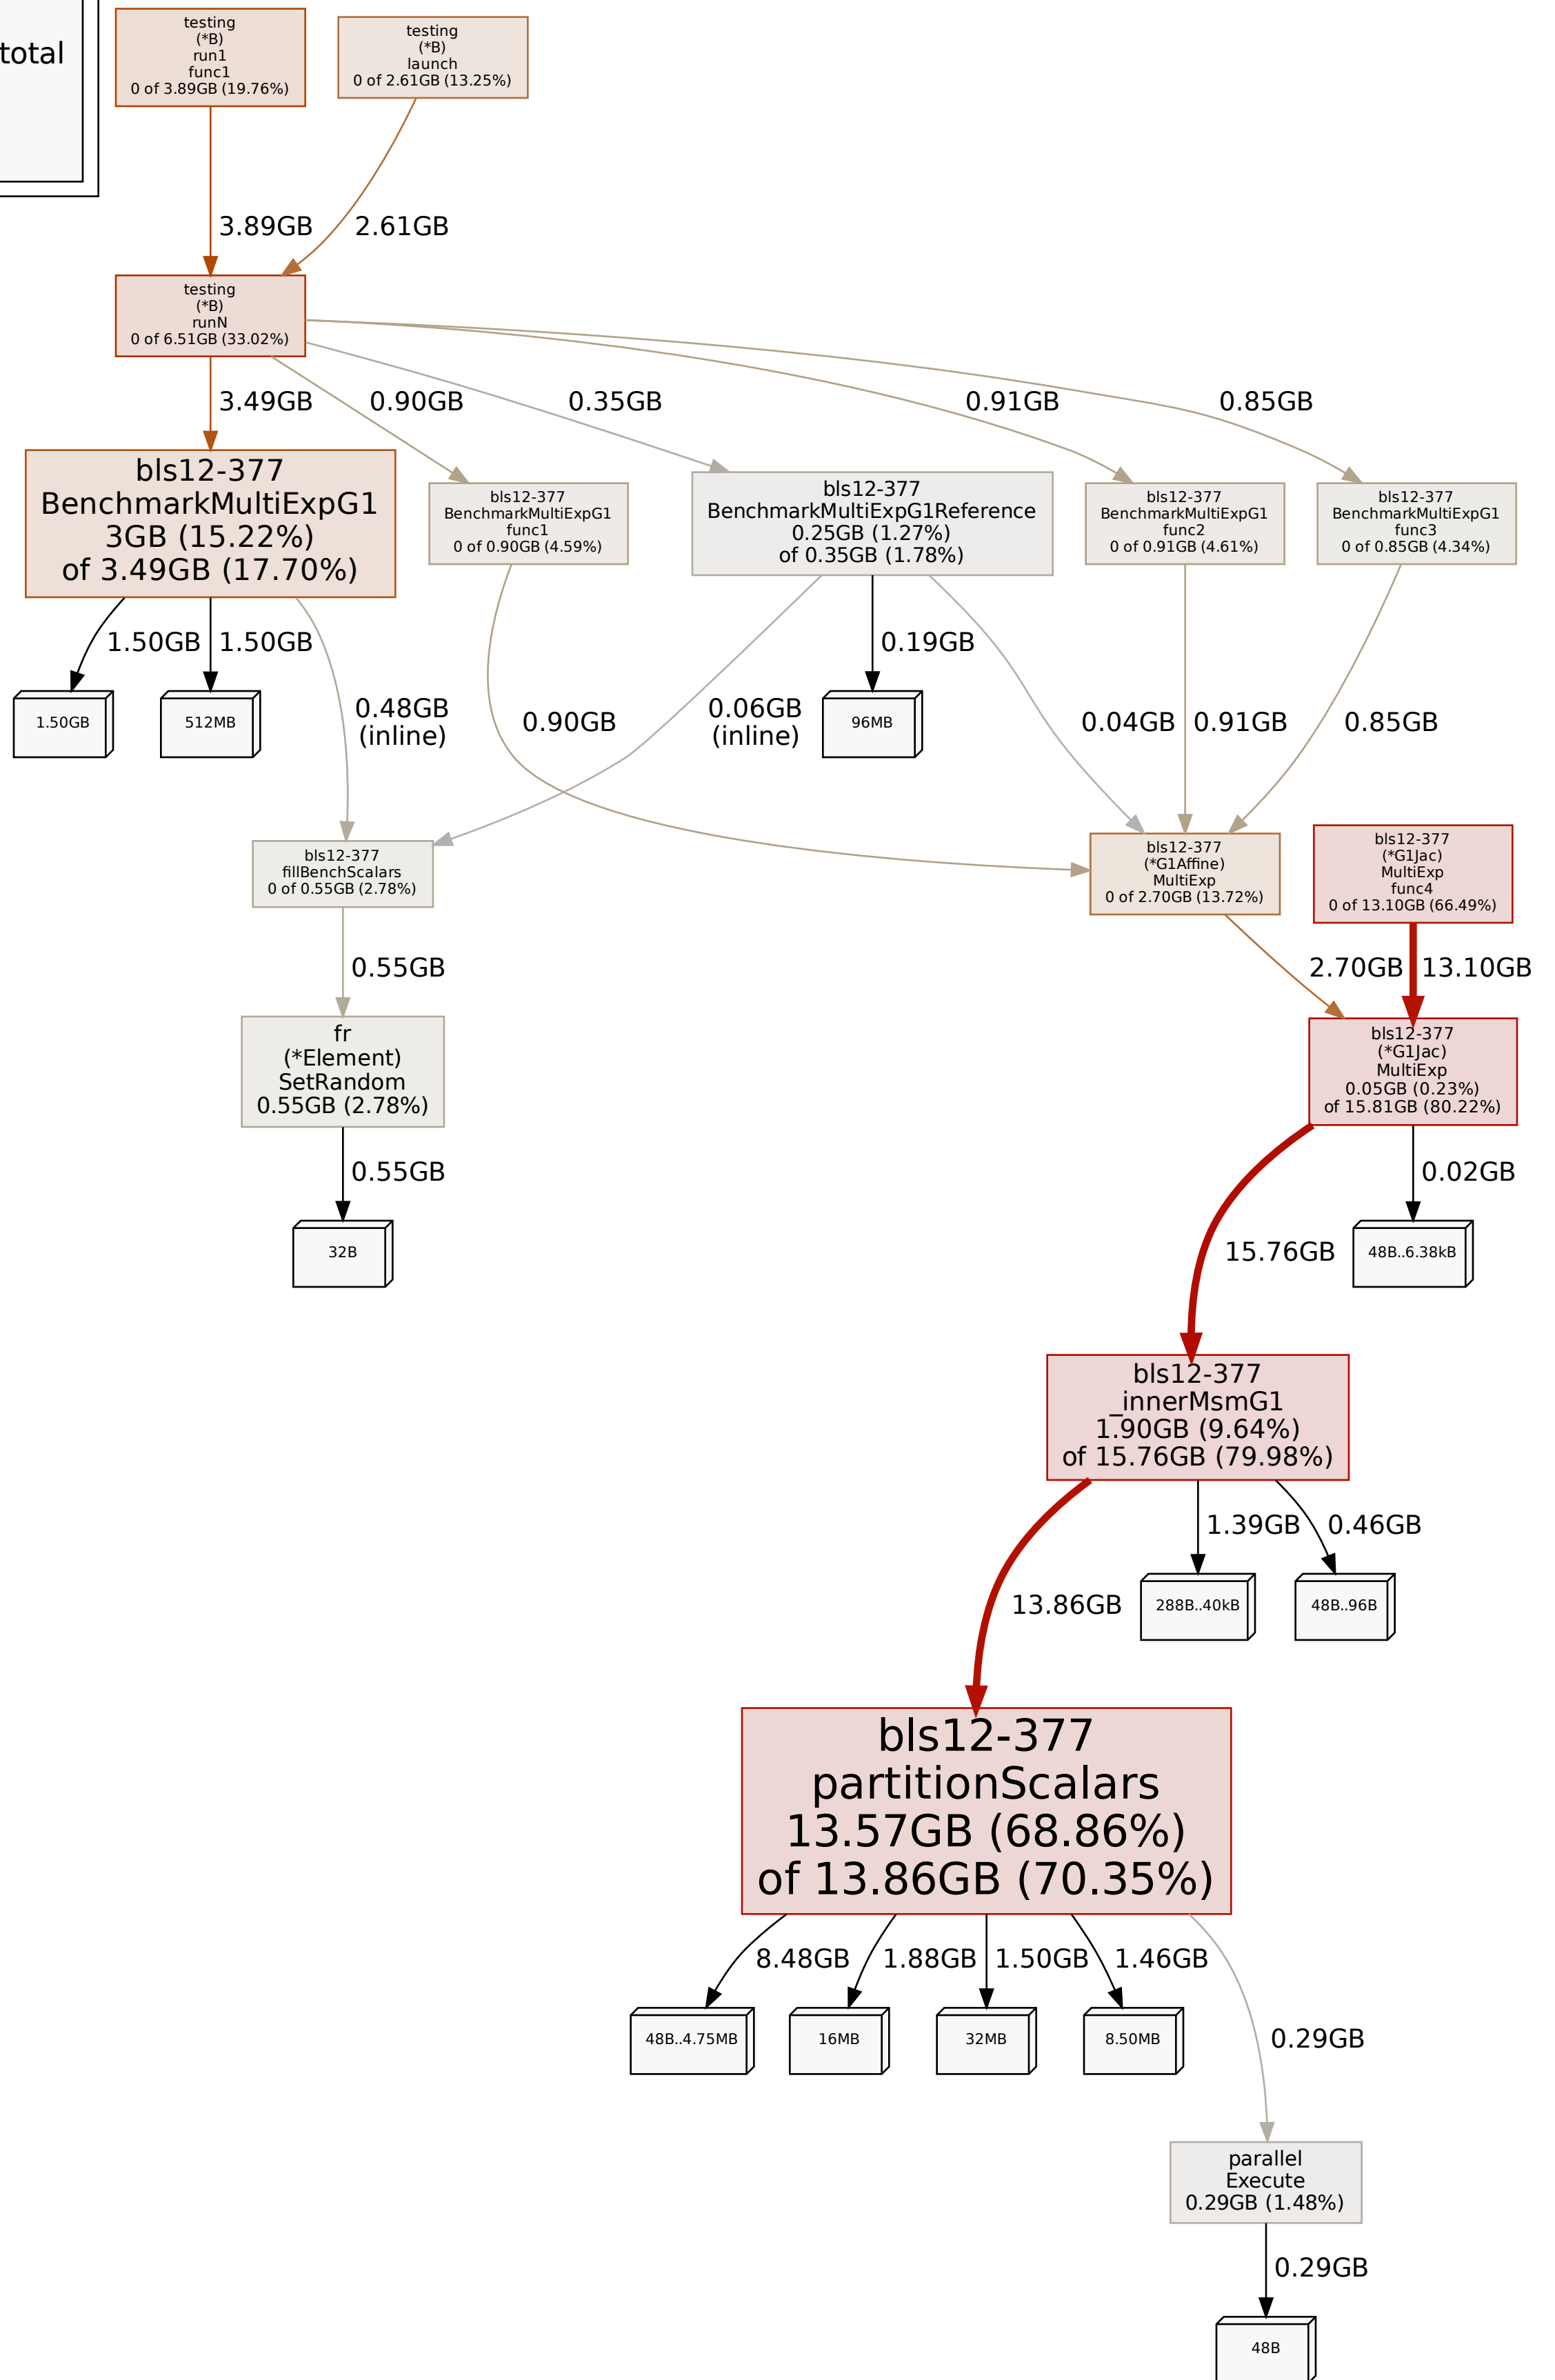 total
testing
(*B)
run1
func1
0 of 3.89GB (19.76%)
testing
(*B)
launch
0 of 2.61GB (13.25%)
3.89GB
2.61GB
testing
(*B)
runN
0 of 6.51GB (33.02%)
3.49GB
0.90GB
0.35GB
0.91GB
0.85GB
bls12-377
BenchmarkMultiExpG1
3GB (15.22%)
of 3.49GB (17.70%)
bls12-377
BenchmarkMultiExpG1
func1
0 of 0.90GB (4.59%)
bls12-377
BenchmarkMultiExpG1Reference
0.25GB (1.27%)
of 0.35GB (1.78%)
bls12-377
BenchmarkMultiExpG1
func2
0 of 0.91GB (4.61%)
bls12-377
BenchmarkMultiExpG1
func3
0 of 0.85GB (4.34%)
1.50GB
1.50GB
0.19GB
1.50GB
512MB
0.48GB
(inline)
0.90GB
0.06GB
(inline)
96MB
0.04GB
0.91GB
0.85GB
bls12-377
fillBenchScalars
0 of 0.55GB (2.78%)
bls12-377
(*G1Affine)
MultiExp
0 of 2.70GB (13.72%)
bls12-377
(*G1Jac)
MultiExp
func4
0 of 13.10GB (66.49%)
0.55GB
2.70GB
13.10GB
fr
(*Element)
SetRandom
0.55GB (2.78%)
bls12-377
(*G1Jac)
MultiExp
0.05GB (0.23%)
of 15.81GB (80.22%)
0.55GB
0.02GB
32B
15.76GB
48B..6.38kB
bls12-377
_innerMsmG1
1.90GB (9.64%)
of 15.76GB (79.98%)
1.39GB
0.46GB
13.86GB
288B..40kB
48B..96B
bls12-377
partitionScalars
13.57GB (68.86%)
of 13.86GB (70.35%)
8.48GB
1.88GB
1.50GB
1.46GB
48B..4.75MB
16MB
32MB
8.50MB
0.29GB
parallel
Execute
0.29GB (1.48%)
0.29GB
48B